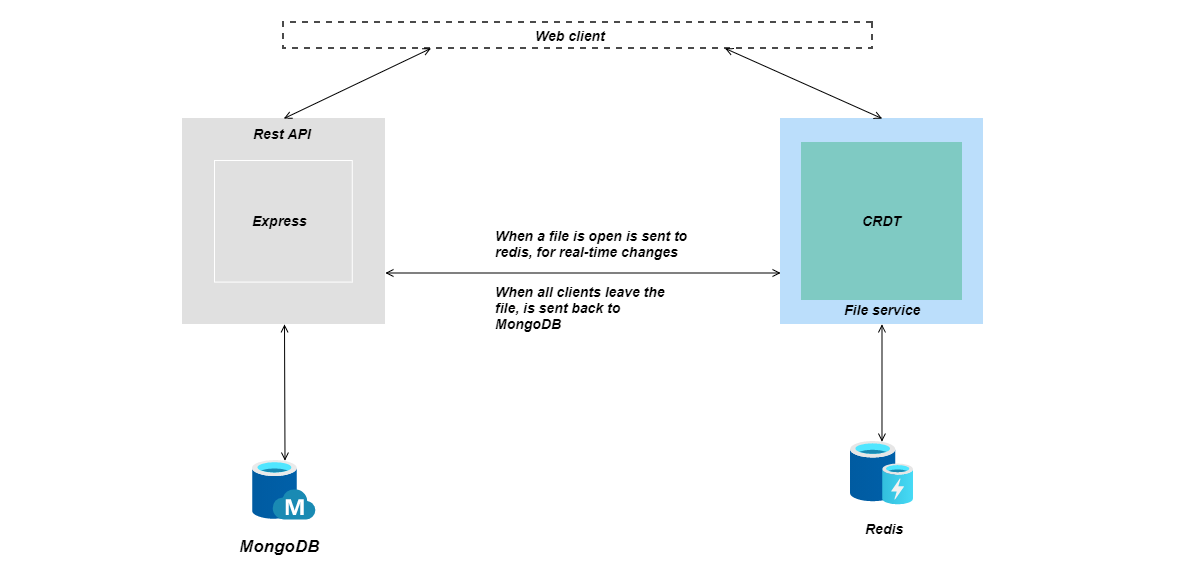 Web client
Rest API
Express
When a file is open is sent to
redis, for real-time changes
When all clients leave the
file, is sent back to
MongoDB
CRDT
File service
M
MongoDB
Redis